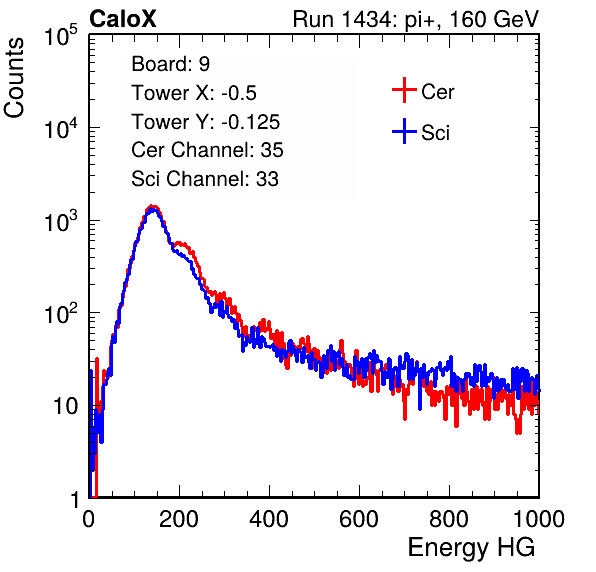 CaloX Run 1434: pi+, 160 GeV
Counts
10^5
10^4
10^3
10^2
10
1
Board: 9
Tower X: -0.5
Tower Y: -0.125
Cer Channel: 35
Sci Channel: 33
Cer
Sci
0 200 400 600 800 1000
Energy HG